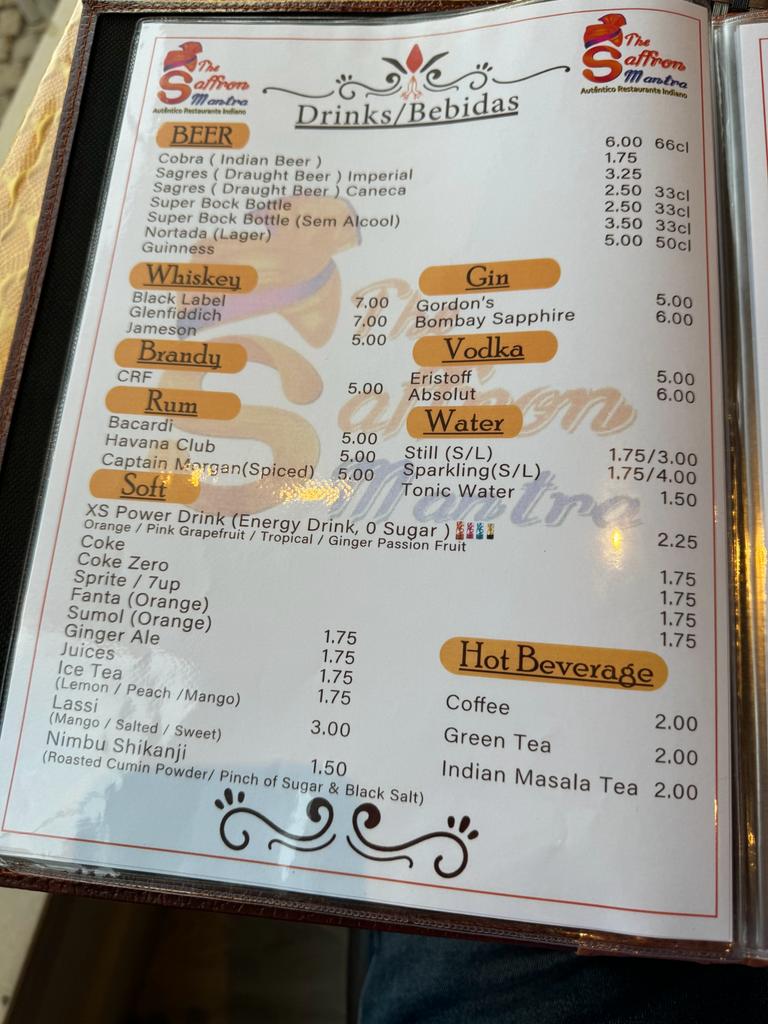 The Saffron Mantra
Autêntico Restaurante Indiano
The Saffron Mantra
Autêntico Restaurante Indiano
Drinks/Bebidas
BEER
Cobra ( Indian Beer ) 6.00 66cl
Sagres ( Draught Beer ) Imperial 1.75
Sagres ( Draught Beer ) Caneca 3.25
Super Bock Bottle 2.50 33cl
Super Bock Bottle (Sem Alcool) 2.50 33cl
Nortada (Lager) 3.50 33cl
Guinness 5.00 50cl
Whiskey
Black Label 7.00
Glenfiddich 7.00
Jameson 5.00
Brandy
CRF 5.00
Rum
Bacardi 5.00
Havana Club 5.00
Captain Morgan(Spiced) 5.00
Gin
Gordon's 5.00
Bombay Sapphire 6.00
Vodka
Eristoff 5.00
Absolut 6.00
Water
Still (S/L) 1.75/3.00
Sparkling(S/L) 1.75/4.00
Tonic Water 1.50
Soft
XS Power Drink (Energy Drink, 0 Sugar ) 2.25
Orange / Pink Grapefruit / Tropical / Ginger Passion Fruit
Coke 1.75
Coke Zero 1.75
Sprite / 7up 1.75
Fanta (Orange) 1.75
Sumol (Orange) 1.75
Ginger Ale 1.75
Juices 1.75
Ice Tea 1.75
(Lemon / Peach /Mango)
Lassi 3.00
(Mango / Salted / Sweet)
Nimbu Shikanji 1.50
(Roasted Cumin Powder/ Pinch of Sugar & Black Salt)
Hot Beverage
Coffee 2.00
Green Tea 2.00
Indian Masala Tea 2.00
The Saffron Mantra